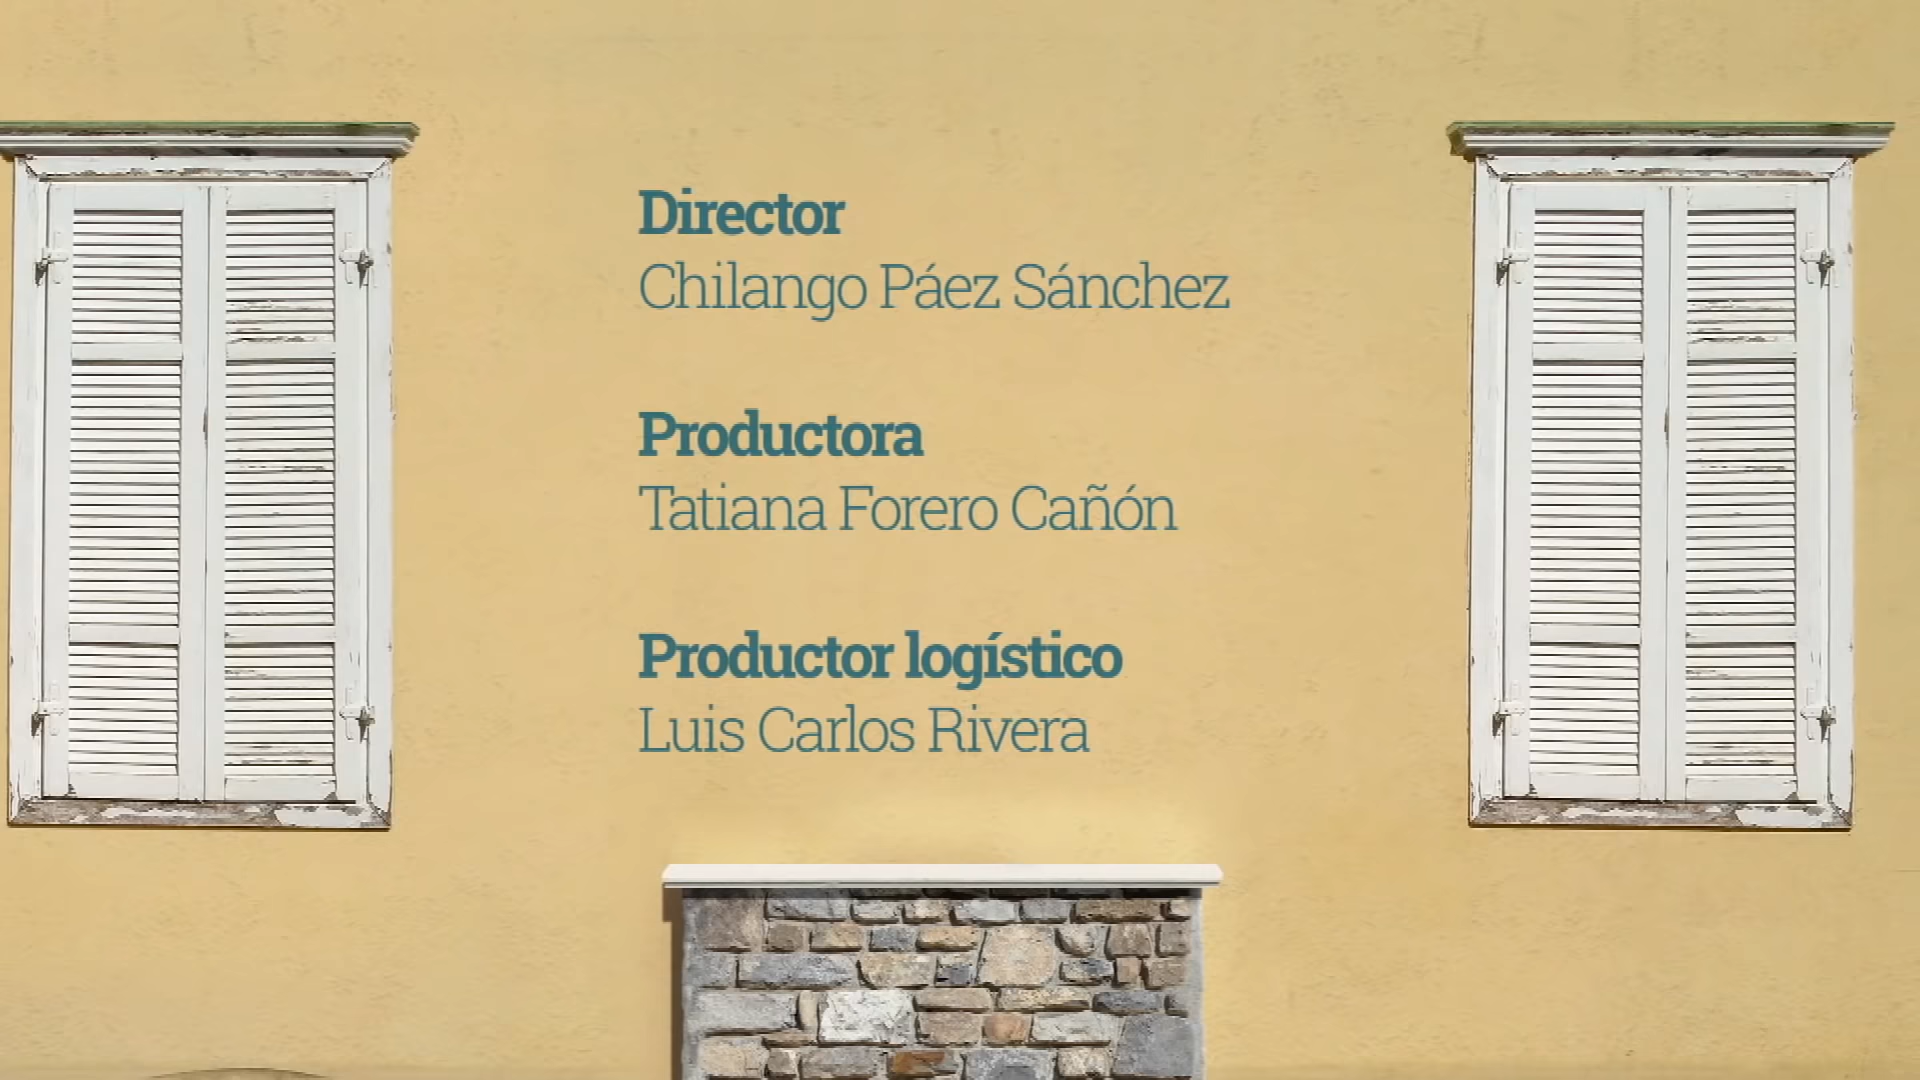 Director
Chilango Páez Sánchez
Productora
Tatiana Forero Cañón
Productor logístico
Luis Carlos Rivera